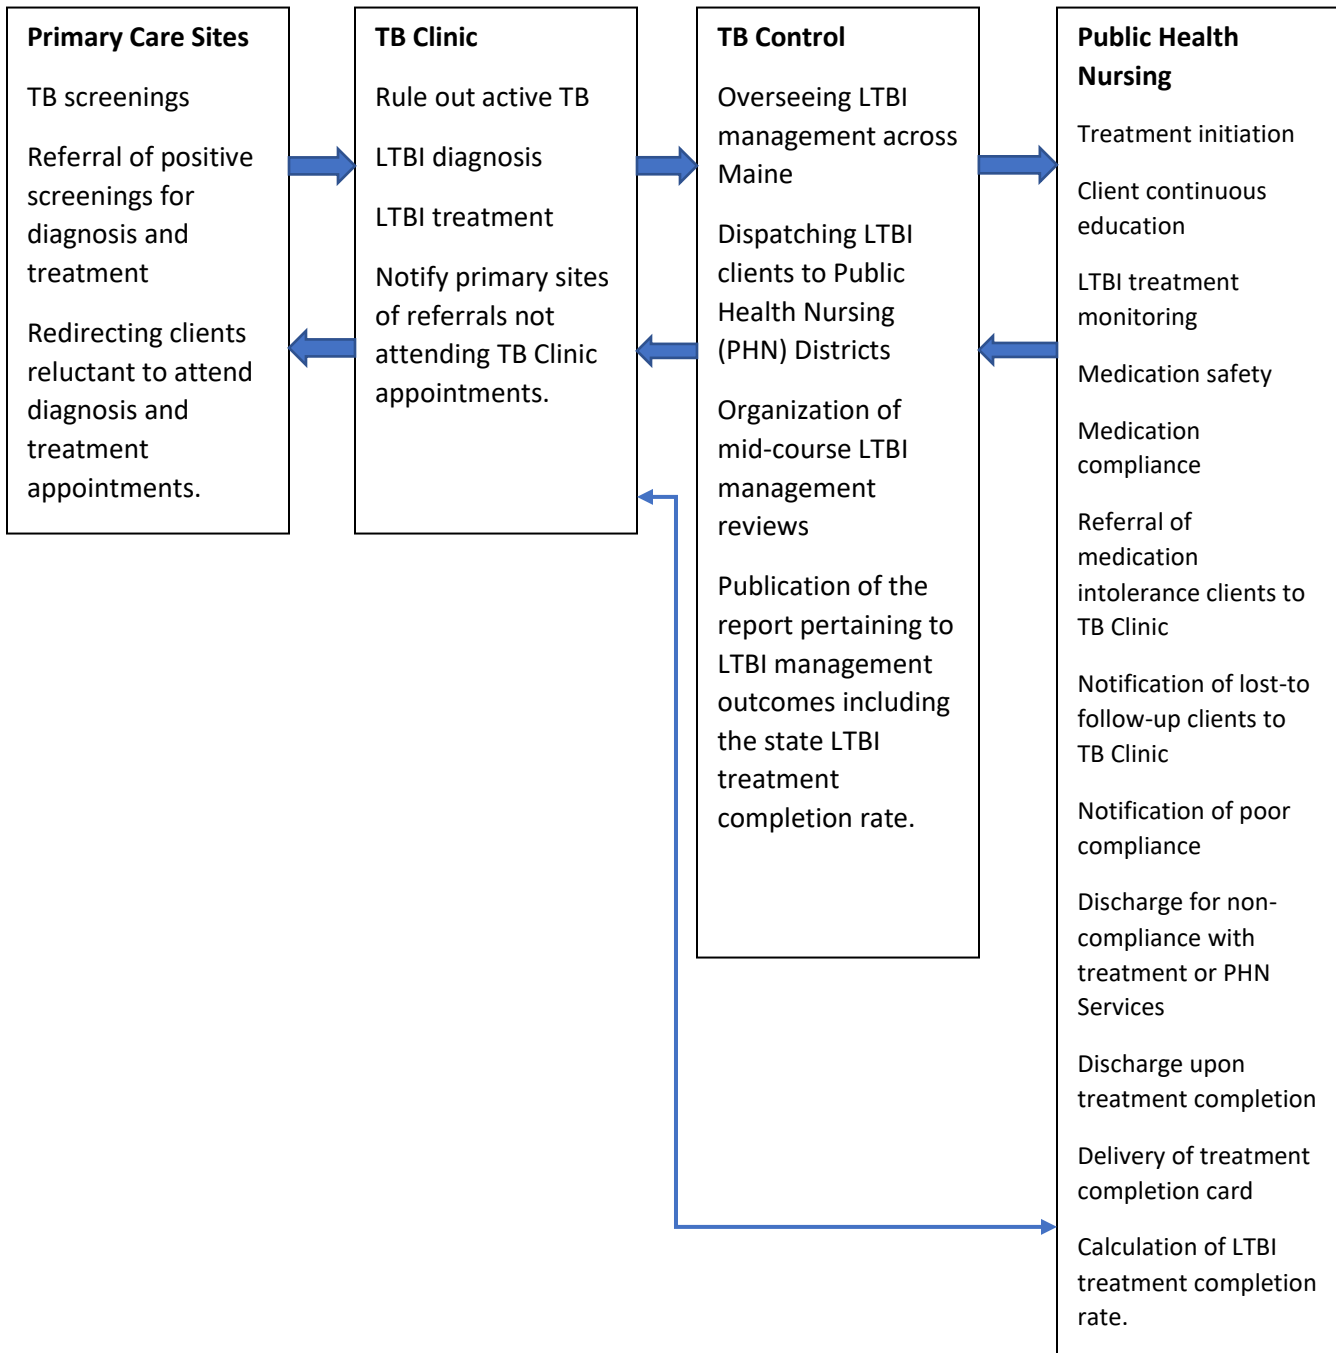 Primary Care Sites
TB screenings
Referral of positive
screenings for
diagnosis and
treatment
Redirecting clients
reluctant to attend
diagnosis and
treatment
appointments.
TB Clinic
Rule out active TB
LTBI diagnosis
LTBI treatment
Notify primary sites
of referrals not
attending TB Clinic
appointments.
TB Control
Overseeing LTBI
management across
Maine
Dispatching LTBI
clients to Public
Health Nursing
(PHN) Districts
Organization of
mid-course LTBI
management
reviews
Publication of the
report pertaining to
LTBI management
outcomes including
the state LTBI
treatment
completion rate.
Public Health
Nursing
Treatment initiation
Client continuous
education
LTBI treatment
monitoring
Medication safety
Medication
compliance
Referral of
medication
intolerance clients to
TB Clinic
Notification of lost-to
follow-up clients to
TB Clinic
Notification of poor
compliance
Discharge for non-
compliance with
treatment or PHN
Services
Discharge upon
treatment completion
Delivery of treatment
completion card
Calculation of LTBI
treatment completion
rate.